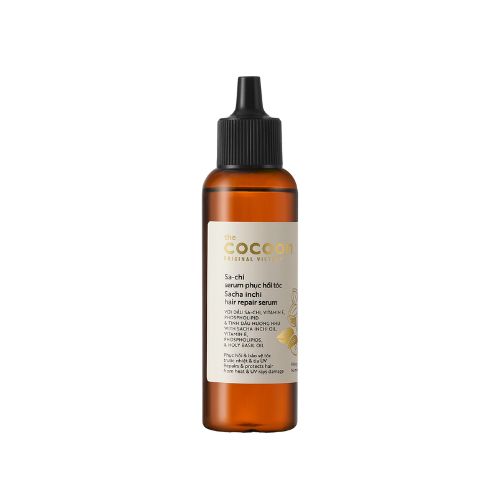 the
cocoon
ORIGINAL VIETNAM
Sa-chi
serum phục hồi tóc
Sacha inchi
hair repair serum
VỚI DẦU SA-CHI, VITAMIN E,
PHOSPHOLIPID
& TINH DẦU HƯƠNG NHU
WITH SACHA INCHI OIL,
VITAMIN E,
PHOSPHOLIPIDS,
& HOLY BASIL OIL
Phục hồi & bảo vệ tóc
trước nhiệt & tia UV
Repairs & protects hair
from heat & UV rays damage